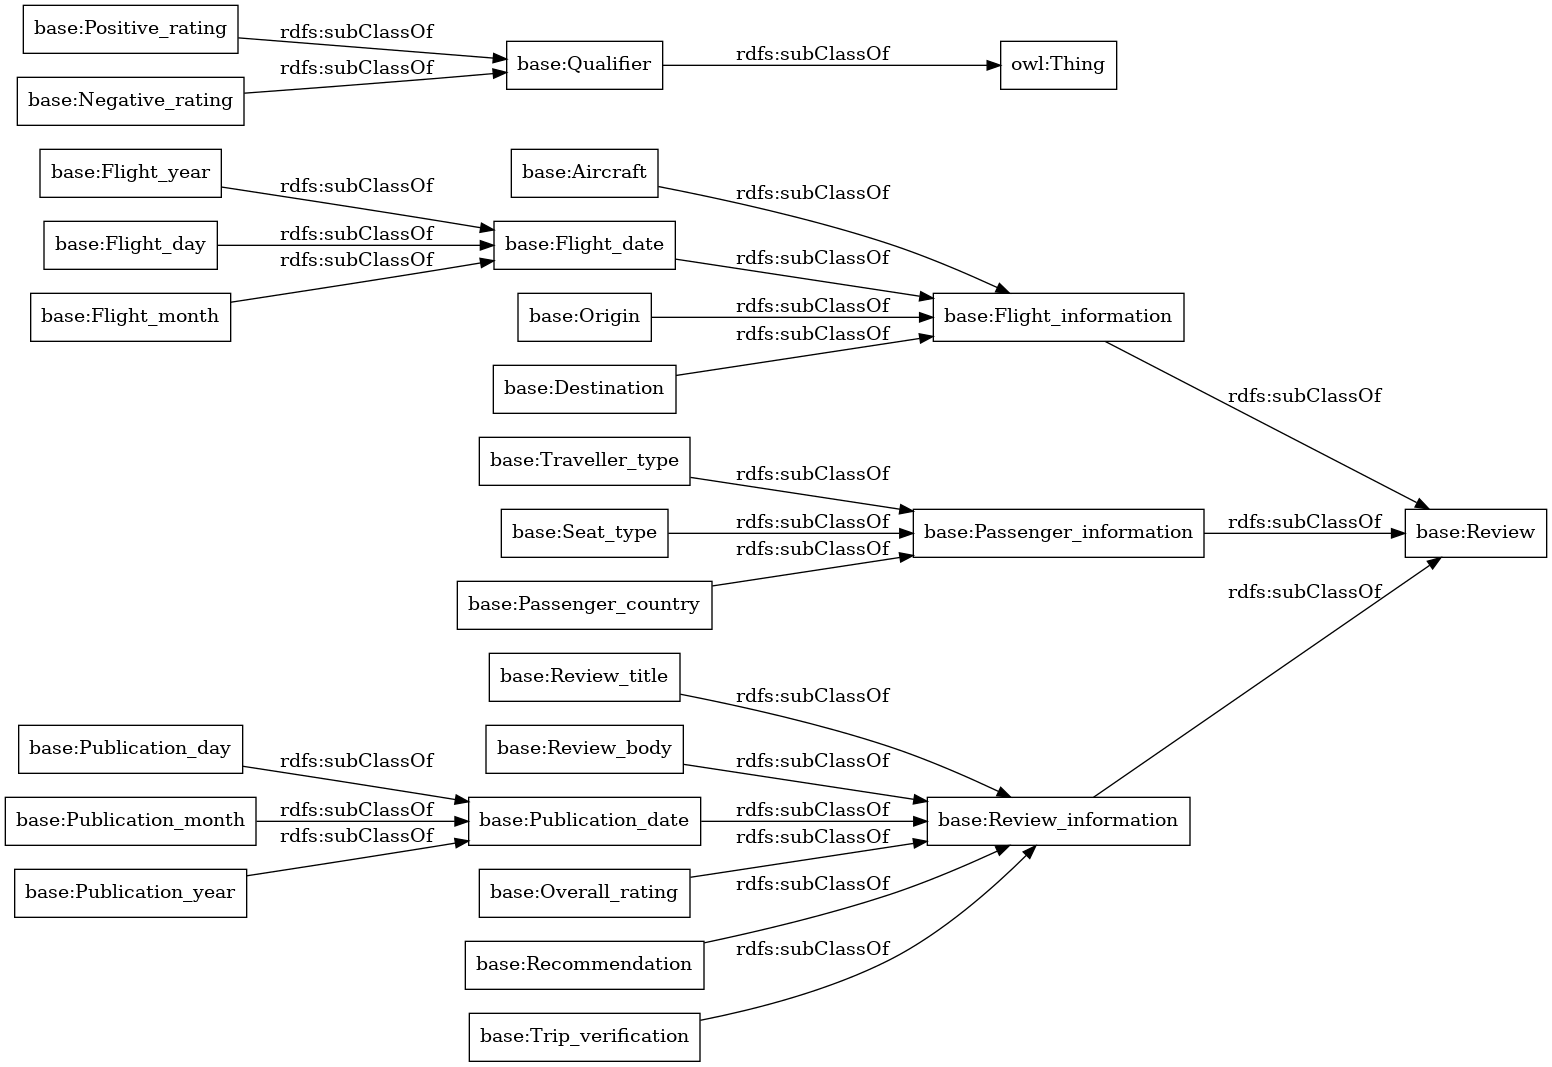 base:Positive_rating
rdfs:subClassOf
base:Negative_rating
rdfs:subClassOf
base:Qualifier
rdfs:subClassOf
owl:Thing
base:Flight_year
rdfs:subClassOf
base:Flight_day
rdfs:subClassOf
base:Flight_month
rdfs:subClassOf
base:Aircraft
rdfs:subClassOf
base:Flight_date
rdfs:subClassOf
base:Origin
rdfs:subClassOf
base:Destination
rdfs:subClassOf
base:Flight_information
rdfs:subClassOf
base:Traveller_type
rdfs:subClassOf
base:Seat_type
rdfs:subClassOf
base:Passenger_country
rdfs:subClassOf
base:Passenger_information
rdfs:subClassOf
base:Review
base:Review_title
rdfs:subClassOf
base:Review_body
rdfs:subClassOf
base:Publication_day
rdfs:subClassOf
base:Publication_month
rdfs:subClassOf
base:Publication_year
rdfs:subClassOf
base:Publication_date
rdfs:subClassOf
base:Overall_rating
rdfs:subClassOf
base:Recommendation
rdfs:subClassOf
base:Trip_verification
rdfs:subClassOf
base:Review_information
rdfs:subClassOf